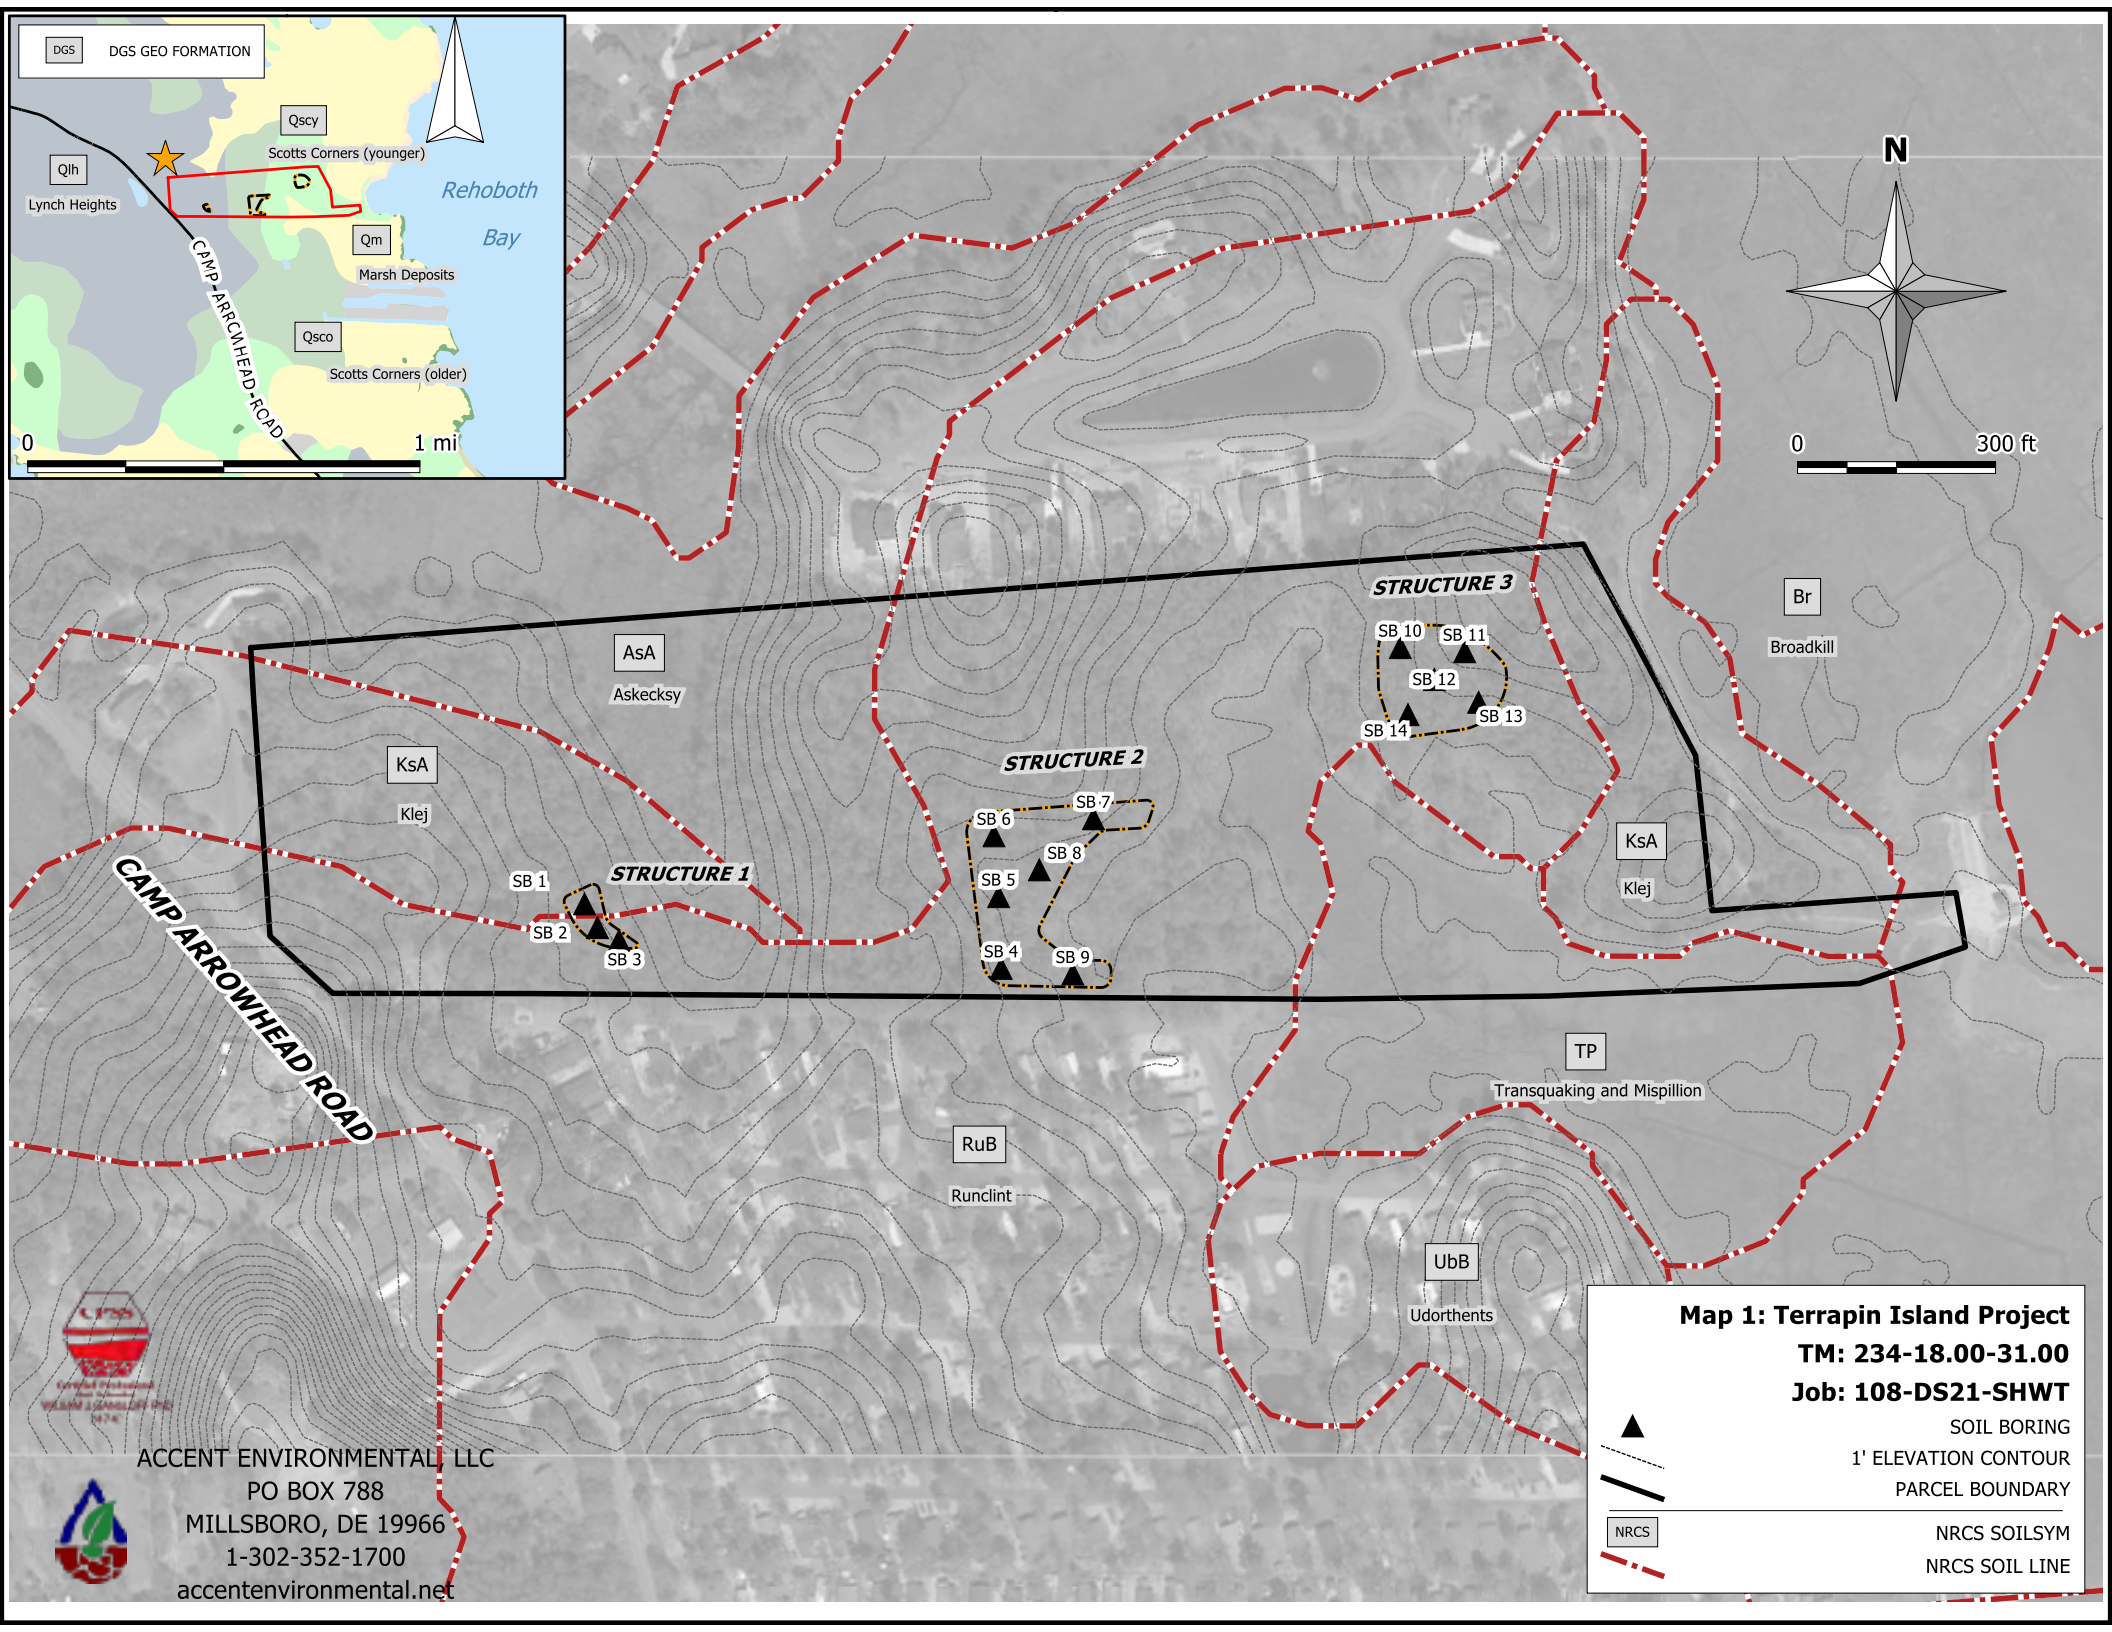 DGS DGS GEO FORMATION
Qscy
Scotts Corners (younger)
Qlh
Lynch Heights
Rehoboth
Bay
Qm
Marsh Deposits
CAMP ARROWHEAD ROAD
Qsco
Scotts Corners (older)
0 1 mi
N
0 300 ft
STRUCTURE 3
Br
Broadkill
SB 10
SB 11
SB 12
SB 13
SB 14
AsA
Askecksy
KsA
Klej
STRUCTURE 2
SB 7
SB 6
SB 8
SB 5
SB 4
SB 9
KsA
Klej
STRUCTURE 1
SB 1
SB 2
SB 3
CAMP ARROWHEAD ROAD
TP
Transquaking and Mispillion
RuB
Runclint
UbB
Udorthents
Map 1: Terrapin Island Project
TM: 234-18.00-31.00
Job: 108-DS21-SHWT
SOIL BORING
1' ELEVATION CONTOUR
PARCEL BOUNDARY
NRCS NRCS SOILSYM
NRCS SOIL LINE
ACCENT ENVIRONMENTAL, LLC
PO BOX 788
MILLSBORO, DE 19966
1-302-352-1700
accentenvironmental.net